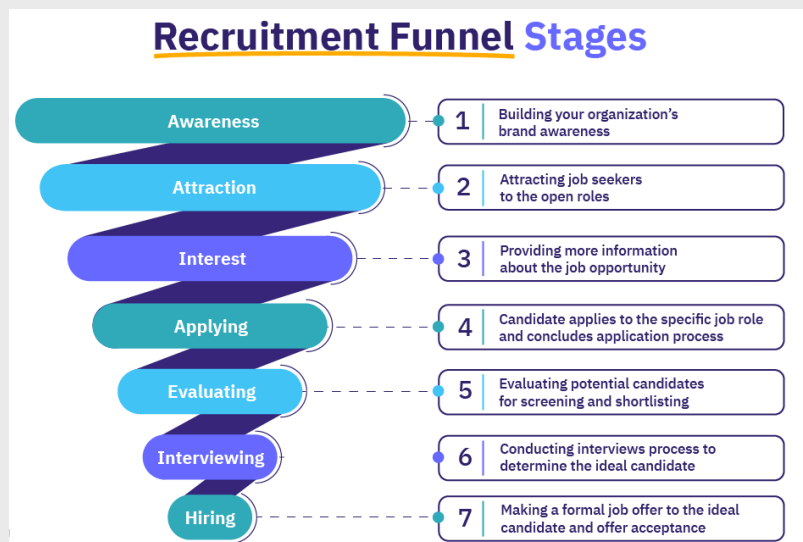 Recruitment Funnel Stages
Awareness
1
Building your organization's
brand awareness
Attraction
2
Attracting job seekers
to the open roles
Interest
3
Providing more information
about the job opportunity
Applying
4
Candidate applies to the specific job role
and concludes application process
Evaluating
5
Evaluating potential candidates
for screening and shortlisting
Interviewing
6
Conducting interviews process to
determine the ideal candidate
Hiring
7
Making a formal job offer to the ideal
candidate and offer acceptance